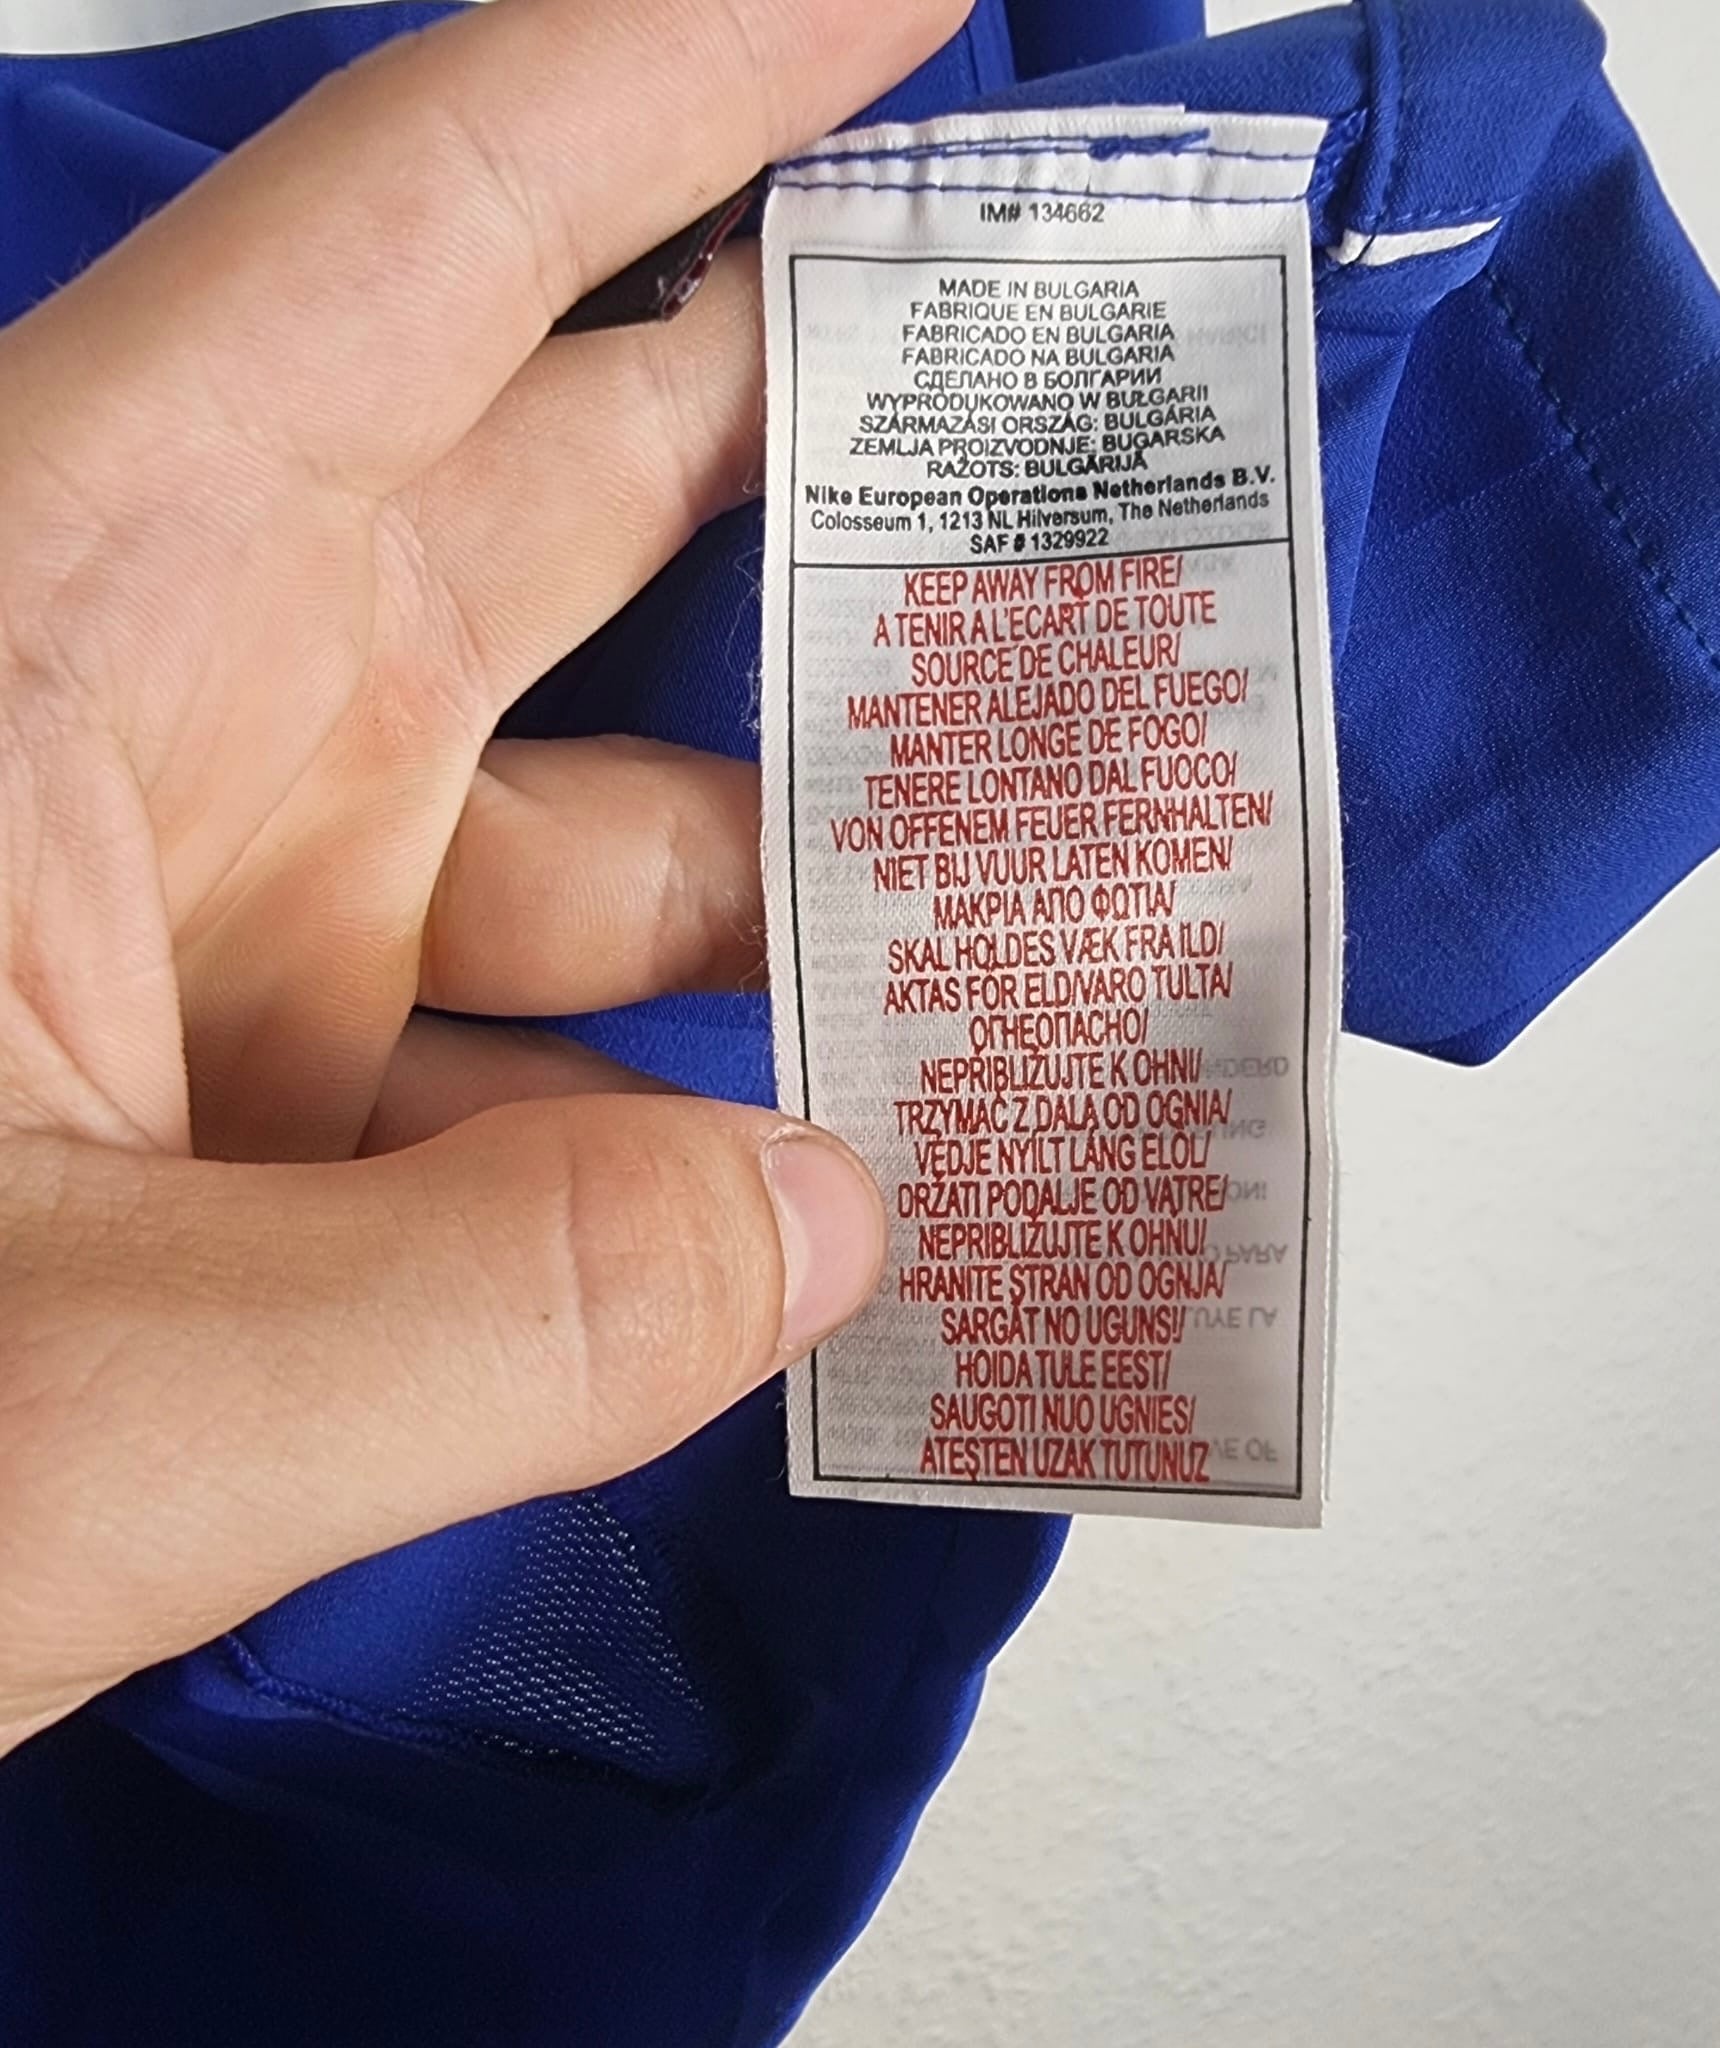 IM# 134662
MADE IN BULGARIA
FABRIQUE EN BULGARIE
FABRICADO EN BULGARIA
FABRICADO NA BULGARIA
СДЕЛАНО В БОЛГАРИИ
WYPRODUKOWANO W BUŁGARII
SZÁRMAZÁSI ORSZÁG: BULGÁRIA
ZEMLJA PROIZVODNJE: BUGARSKA
RAŽOTS: BULGĀRIJĀ
Nike European Operations Netherlands B.V.
Colosseum 1, 1213 NL Hilversum, The Netherlands
SAF # 1329922
KEEP AWAY FROM FIRE/
A TENIR A L'ECART DE TOUTE
SOURCE DE CHALEUR/
MANTENER ALEJADO DEL FUEGO/
MANTER LONGE DE FOGO/
TENERE LONTANO DAL FUOCO/
VON OFFENEM FEUER FERNHALTEN/
NIET BIJ VUUR LATEN KOMEN/
ΜΑΚΡΙΑ ΑΠΟ ΦΩΤΙΑ/
SKAL HOLDES VÆK FRA ILD/
AKTAS FÖR ELD/VARO TULTA/
ОГНЕОПАСНО/
NEPŘIBLIŽUJTE K OHNI/
TRZYMAĆ Z DALA OD OGNIA/
VÉDJE NYÍLT LÁNG ELŐL/
DRŽATI PODALJE OD VATRE/
NEPRIBLIŽUJTE K OHŇU/
HRANITE STRAN OD OGNJA/
SARGĀT NO UGUNS!/
HOIDA TULE EEST/
SAUGOTI NUO UGNIES/
ATEŞTEN UZAK TUTUNUZ